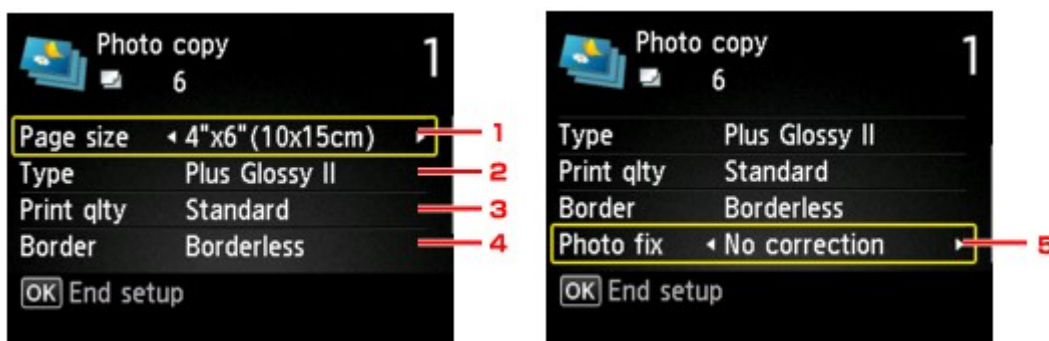 Photo copy
6
1
Page size 4"x6"(10x15cm) 1
Type Plus Glossy II 2
Print qlty Standard 3
Border Borderless 4
OK End setup
Photo copy
6
1
Type Plus Glossy II
Print qlty Standard
Border Borderless
Photo fix No correction 5
OK End setup